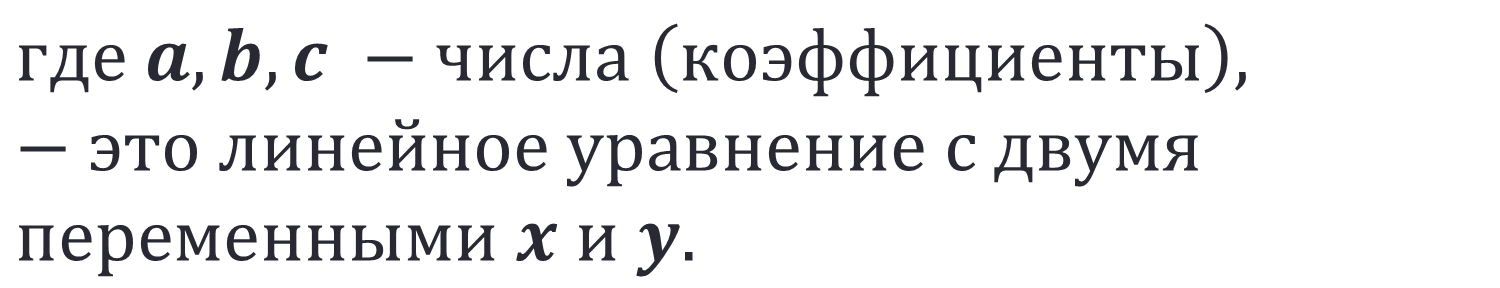 где a, b, c − числа (коэффициенты),
− это линейное уравнение с двумя
переменными x и y.